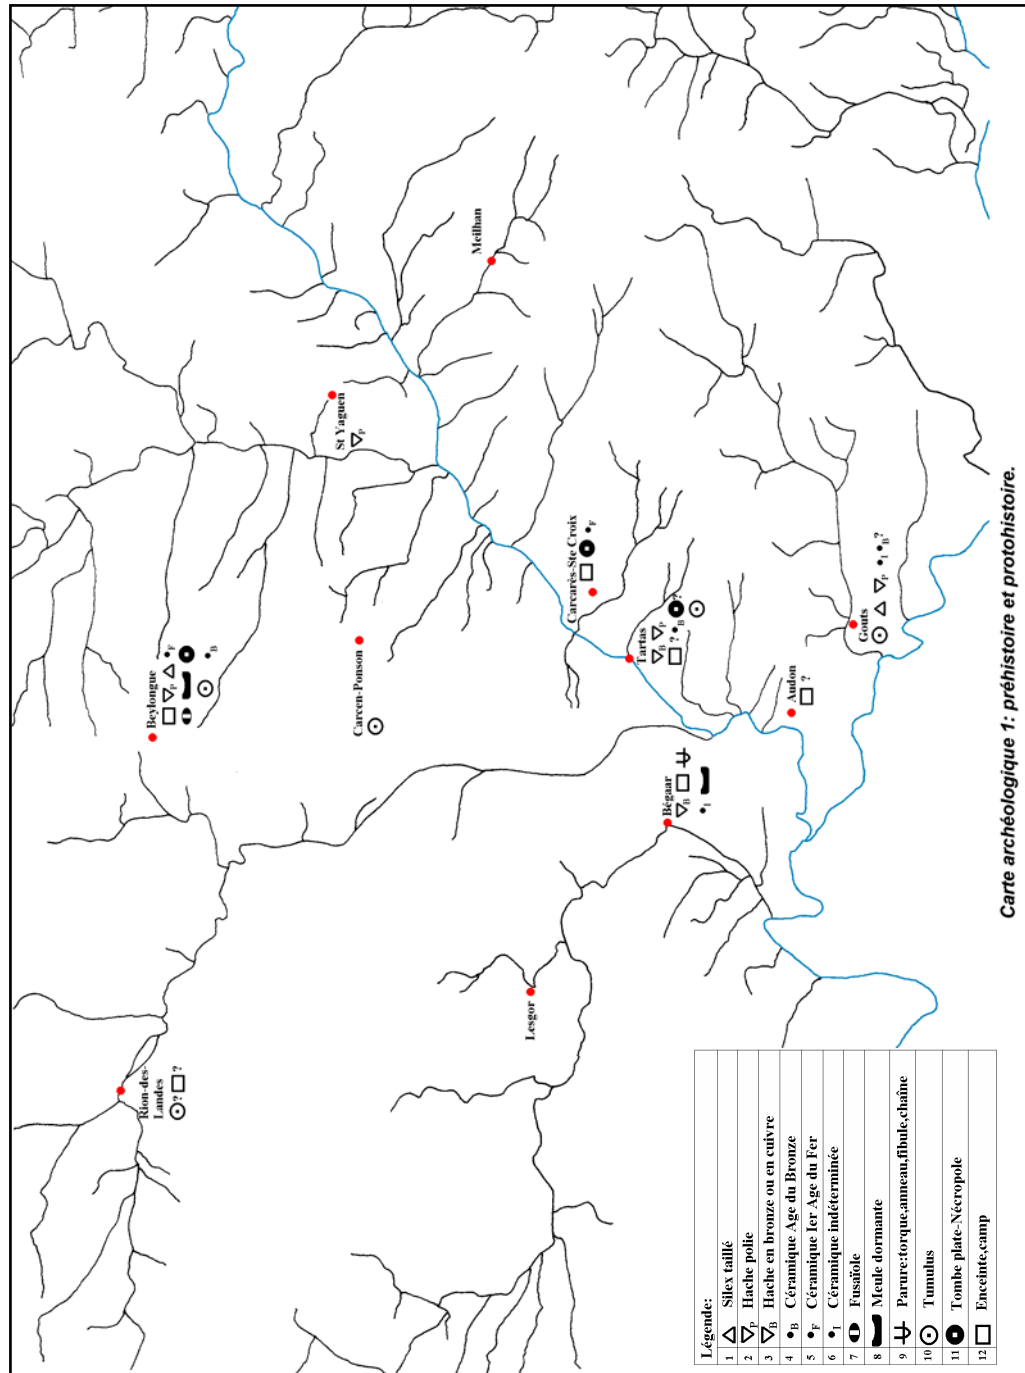 Rion-des-
Landes
? ?
Beylongue
P F
B
St Yaguen
P
Meilhan
Carcen-Ponson
Lesgor
Carcarès-Ste Croix
F
Tartas
B P
? B ?
Bégaar
B
I
Audon
?
Gouts
P I B?
Légende:
1 Silex taillé
2 P Hache polie
3 B Hache en bronze ou en cuivre
4 B Céramique Age du Bronze
5 F Céramique Ier Age du Fer
6 I Céramique indéterminée
7 Fusaïole
8 Meule dormante
9 Parure:torque,anneau,fibule,chaîne
10 Tumulus
11 Tombe plate-Nécropole
12 Enceinte,camp
Carte archéologique 1: préhistoire et protohistoire.